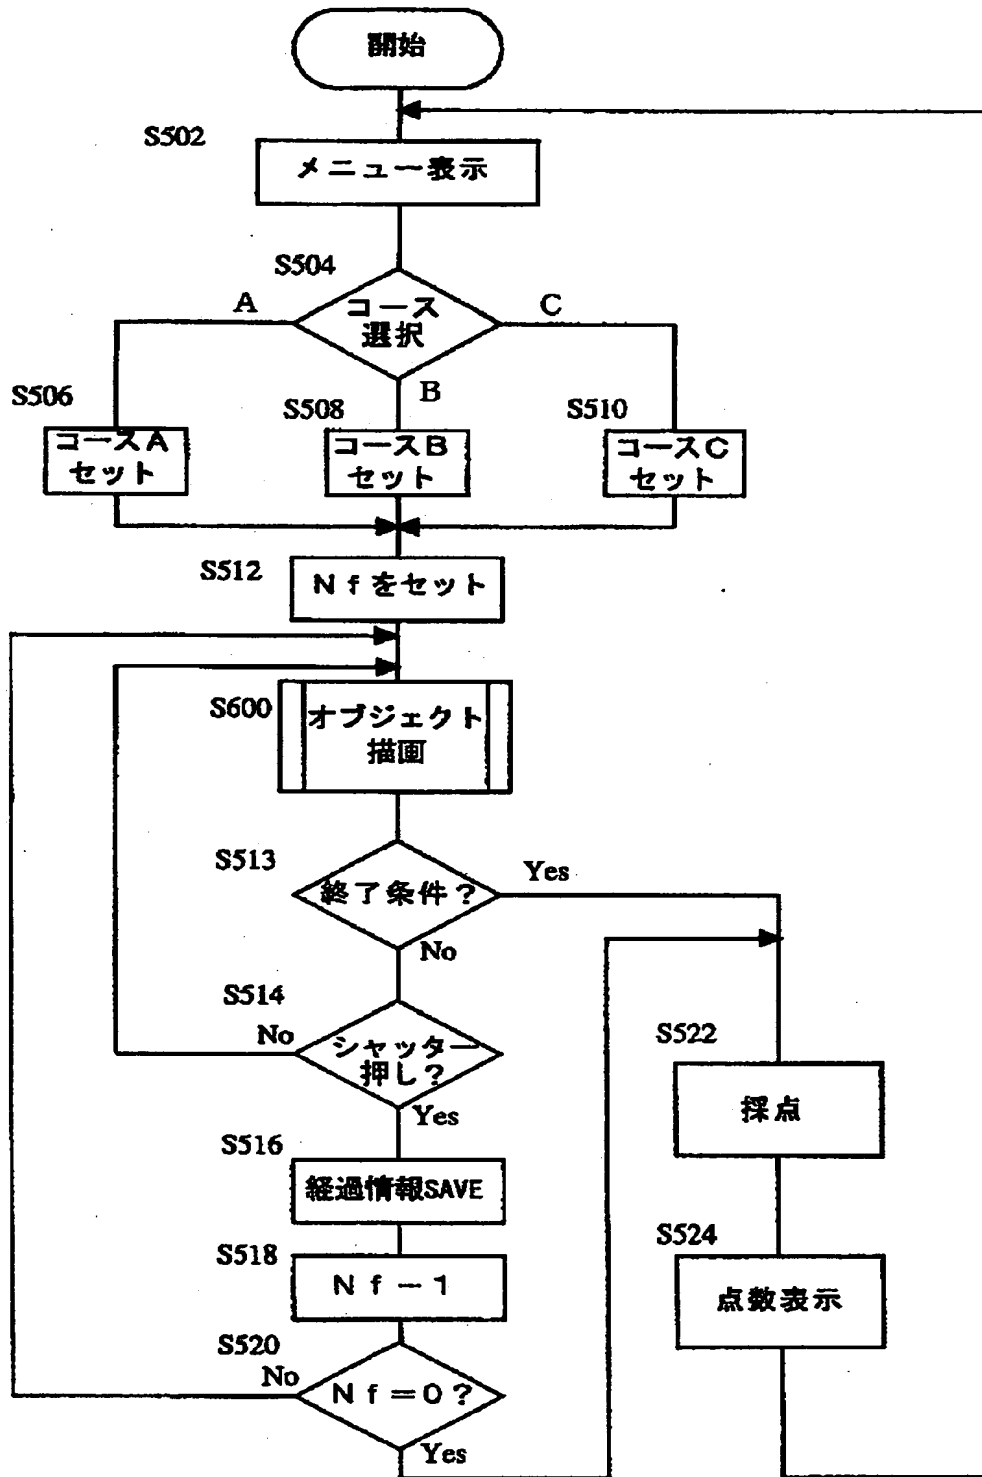 開始
S502
メニュー表示
S504
A
コース
選択
C
B
S506
コースA
セット
S508
コースB
セット
S510
コースC
セット
S512
Nfをセット
S600
オブジェクト
描画
S513
終了条件?
Yes
No
S514
No
シャッター
押し?
Yes
S516
経過情報SAVE
S518
Nf-1
S520
No
Nf=0?
Yes
S522
採点
S524
点数表示